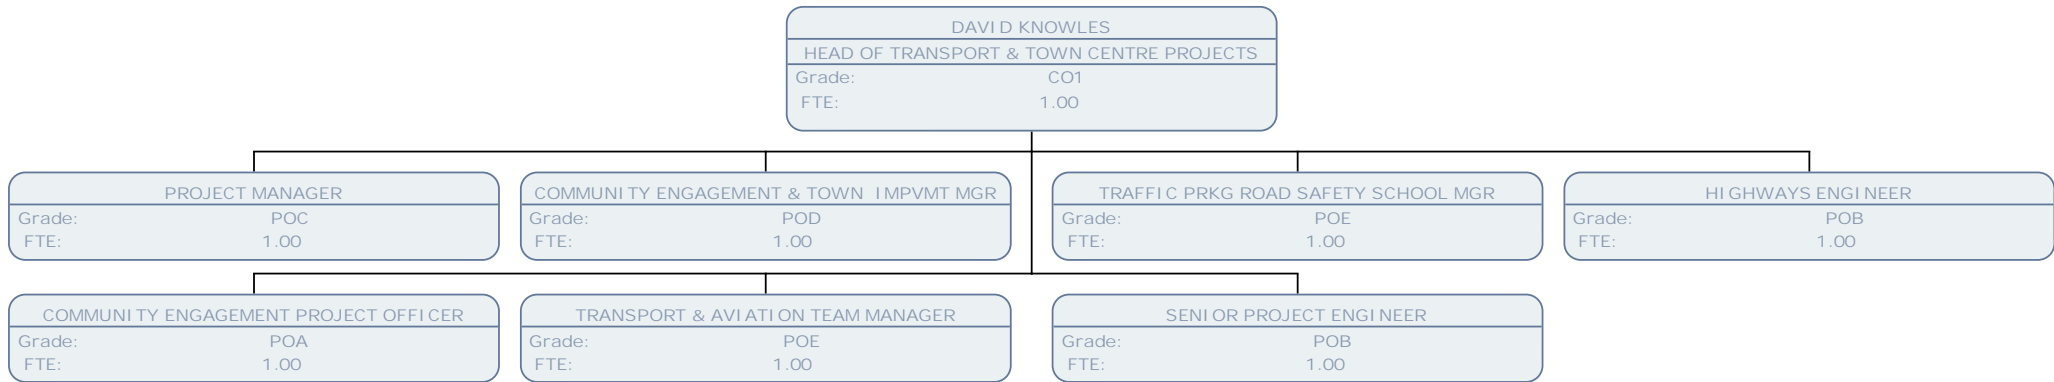 DAVID KNOWLES
HEAD OF TRANSPORT & TOWN CENTRE PROJECTS
Grade: CO1
FTE: 1.00
PROJECT MANAGER
Grade: POC
FTE: 1.00
COMMUNITY ENGAGEMENT & TOWN IMPVMT MGR
Grade: POD
FTE: 1.00
TRAFFIC PRKG ROAD SAFETY SCHOOL MGR
Grade: POE
FTE: 1.00
HIGHWAYS ENGINEER
Grade: POB
FTE: 1.00
COMMUNITY ENGAGEMENT PROJECT OFFICER
Grade: POA
FTE: 1.00
TRANSPORT & AVIATION TEAM MANAGER
Grade: POE
FTE: 1.00
SENIOR PROJECT ENGINEER
Grade: POB
FTE: 1.00